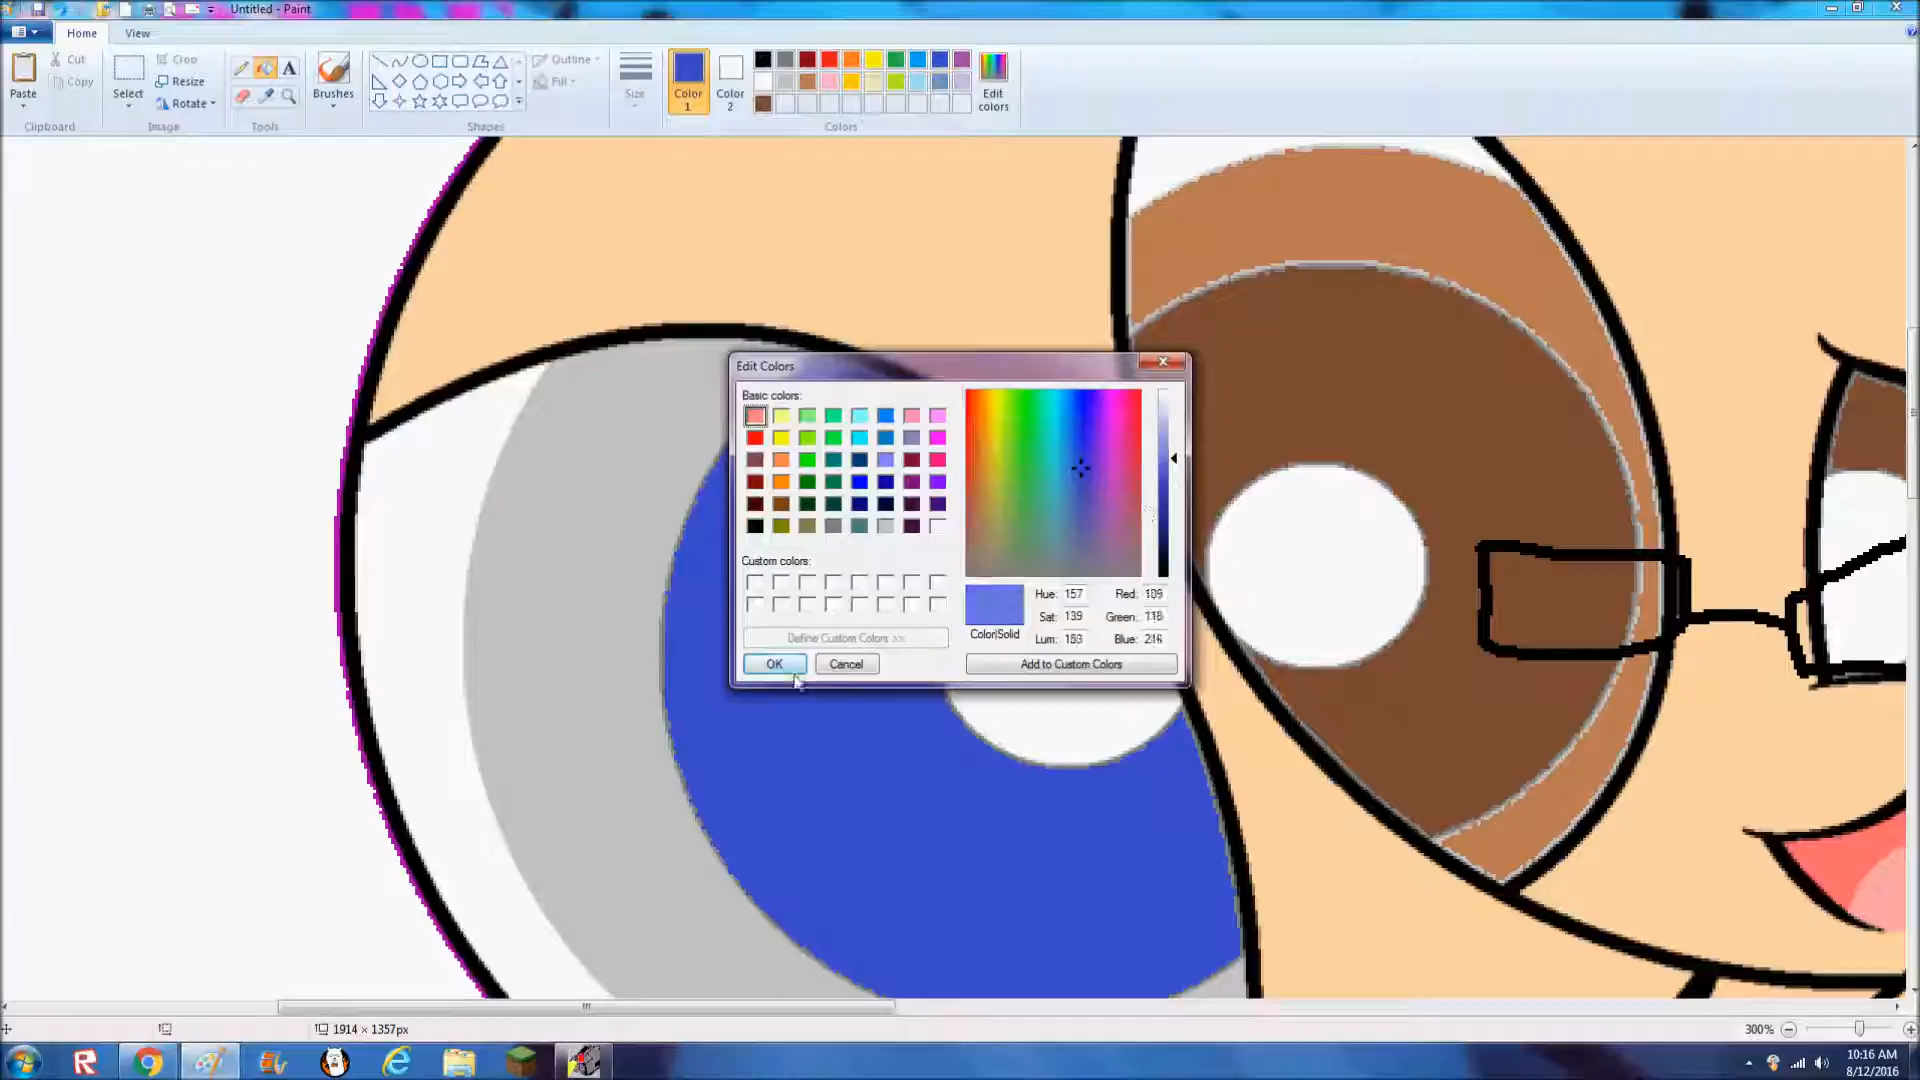 Untitled - Paint
Home View
Cut
Copy
Paste
Clipboard
Crop
Resize
Rotate
Select
Image
Tools
Brushes
Outline
Fill
Shapes
Size
Color 1
Color 2
Edit colors
Colors
Edit Colors
Basic colors:
Custom colors:
Define Custom Colors >>
OK Cancel
Hue: 157
Sat: 139
Lum: 153
Red:
Green:
Blue:
Color|Solid
Add to Custom Colors
1914 × 1357px
300%
10:16 AM
8/12/2016